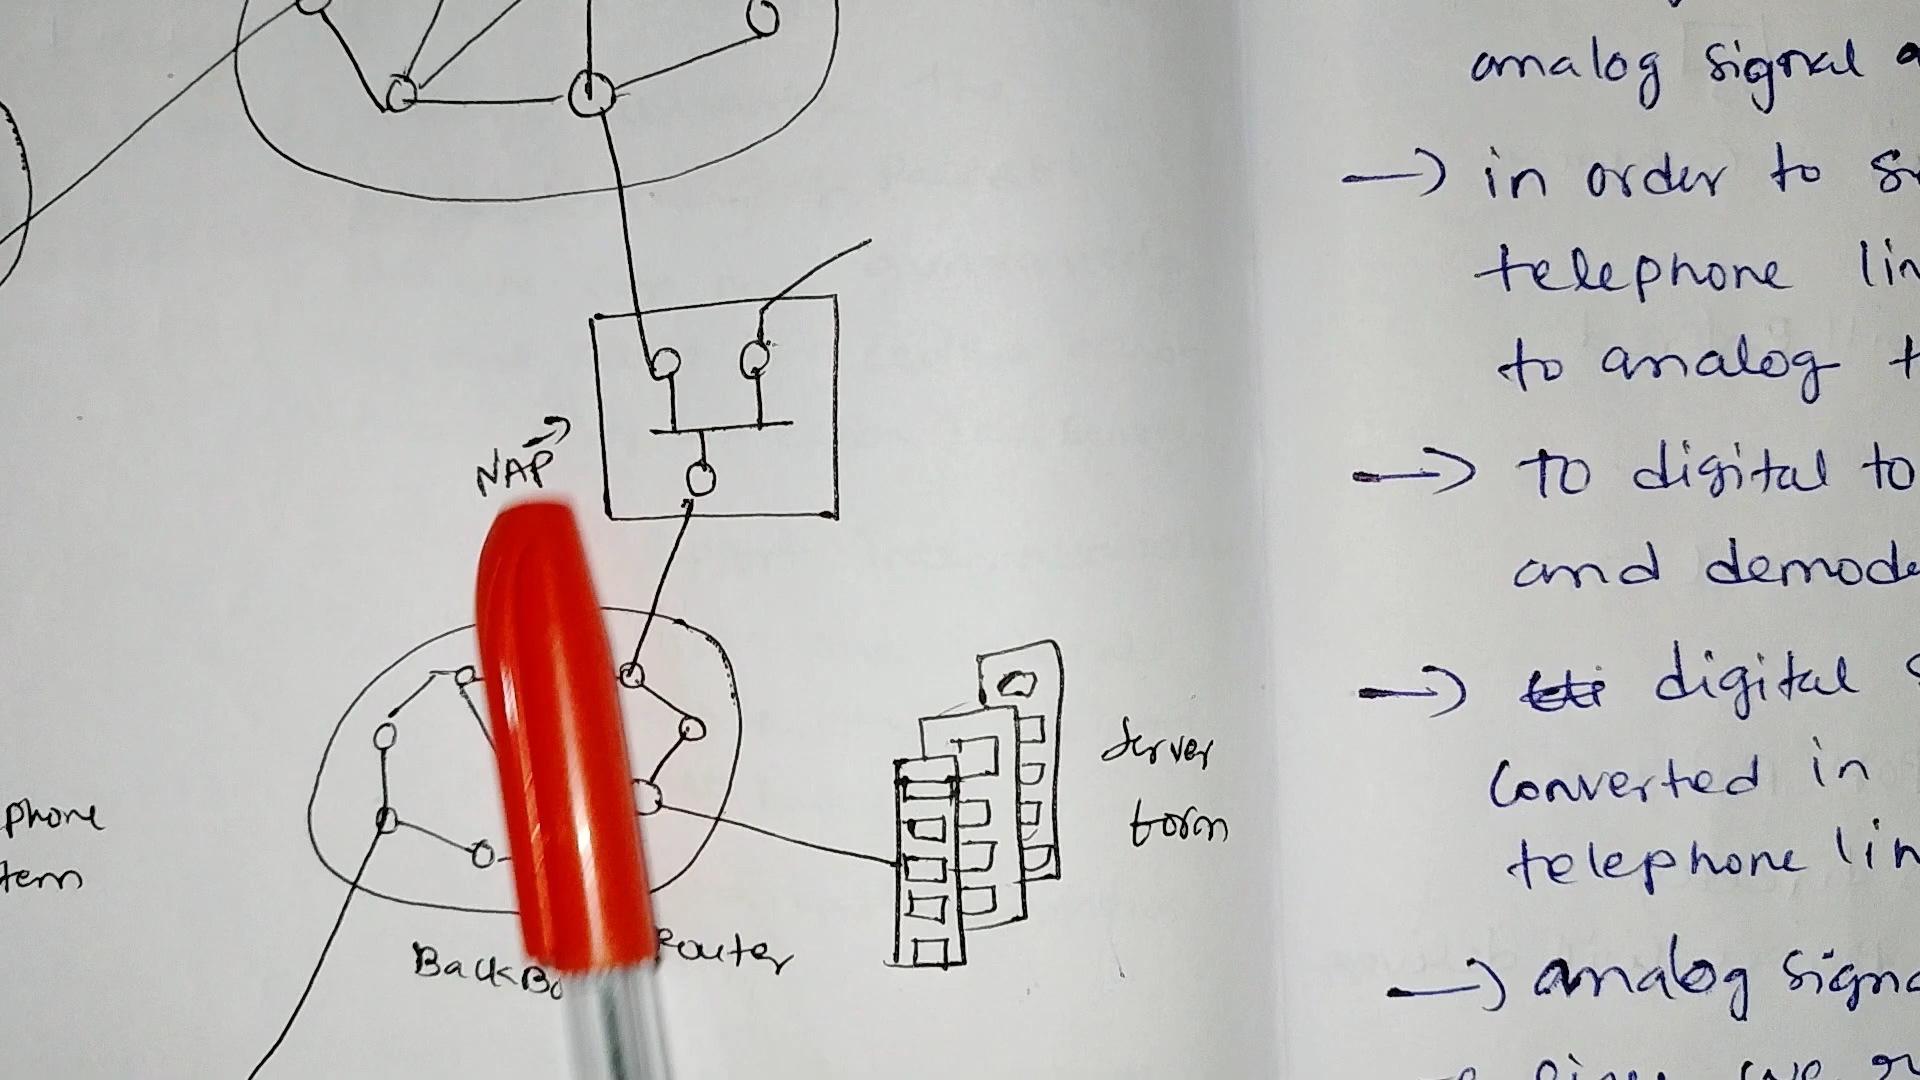 NAP
phone
tem
Server
torm
BackBo Router
analog signal a
in order to s
telephone lin
to analog t
to digital to
and demod
digital s
Converted in
telephone lin
analog signa